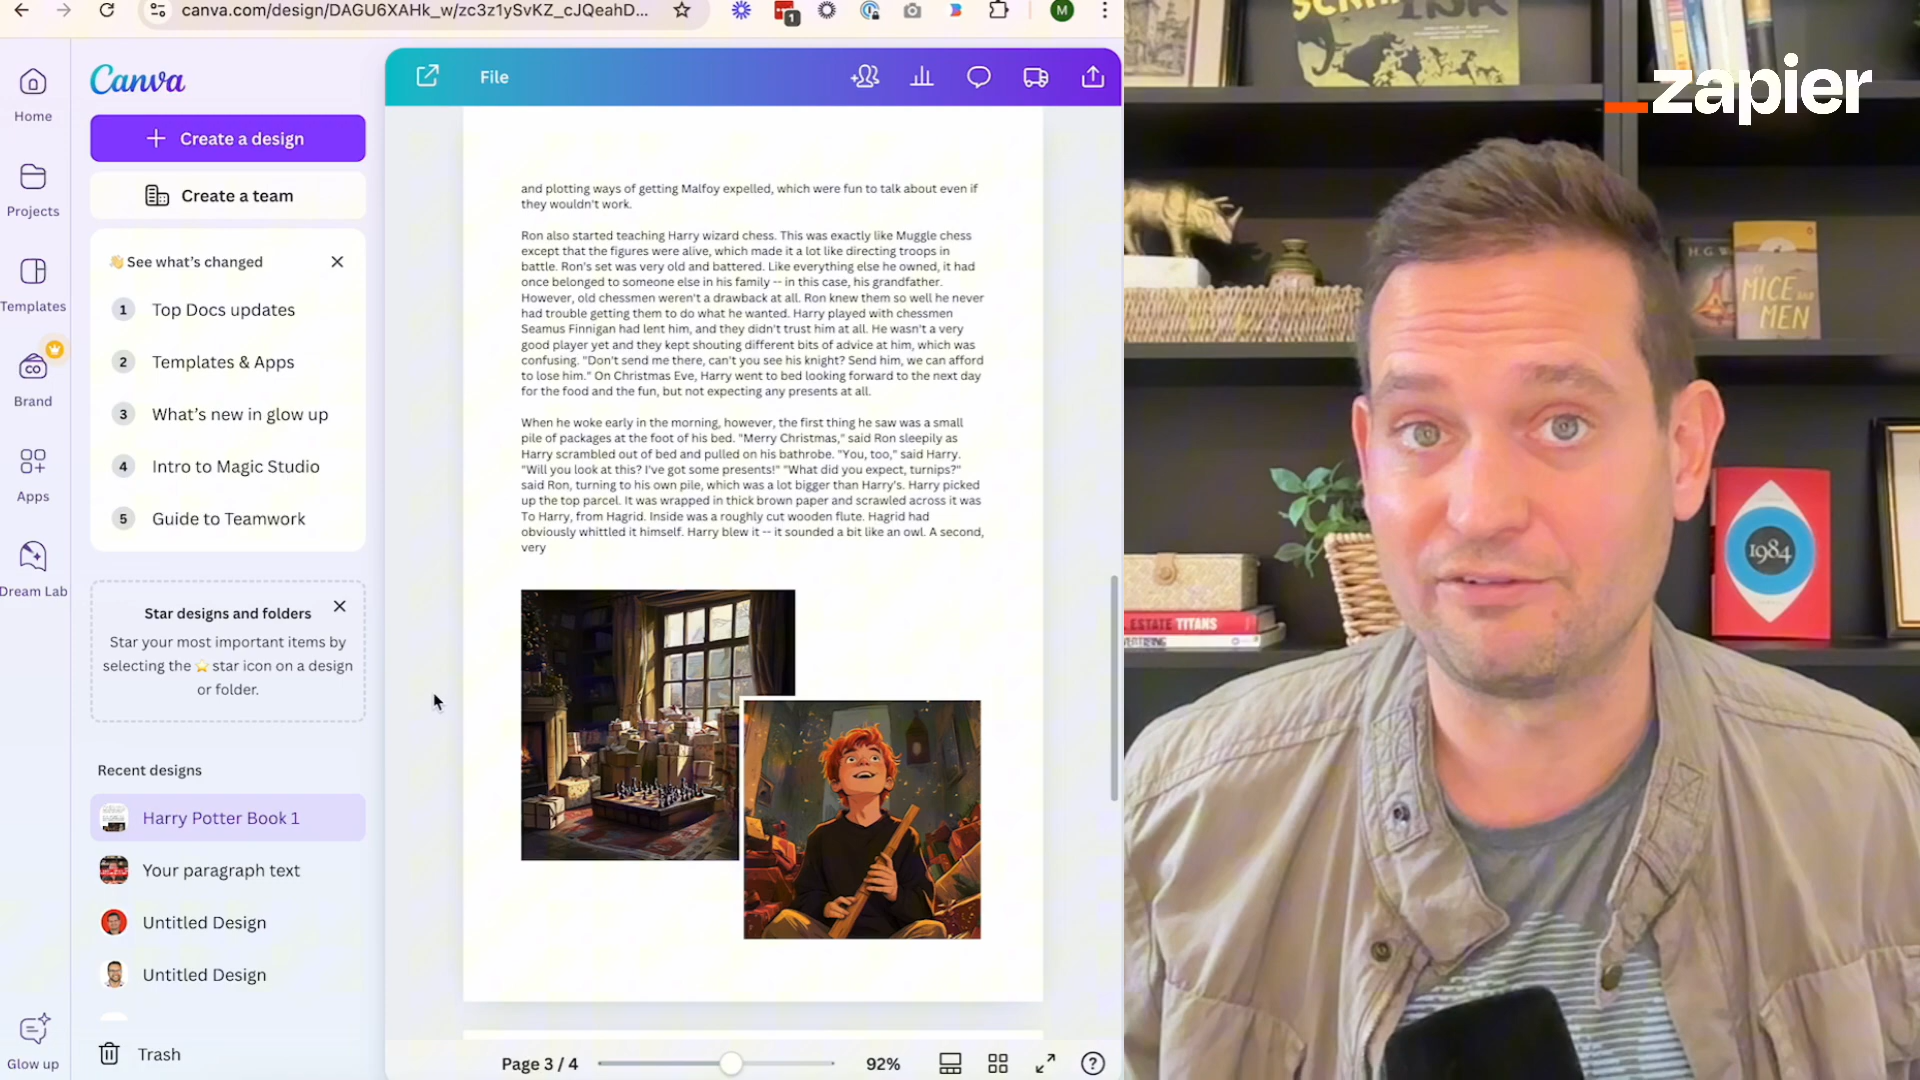 canva.com/design/DAGU6XAHk_w/zc3z1ySvKZ_cJQeahD...
1
M
Canva
File
Home
Create a design
Create a team
Projects
See what's changed
1 Top Docs updates
Templates
2 Templates & Apps
3 What's new in glow up
Brand
4 Intro to Magic Studio
Apps
5 Guide to Teamwork
Dream Lab
Star designs and folders
Star your most important items by
selecting the star icon on a design
or folder.
Recent designs
Harry Potter Book 1
Your paragraph text
Untitled Design
Untitled Design
Glow up
Trash
and plotting ways of getting Malfoy expelled, which were fun to talk about even if
they wouldn't work.
Ron also started teaching Harry wizard chess. This was exactly like Muggle chess
except that the figures were alive, which made it a lot like directing troops in
battle. Ron's set was very old and battered. Like everything else he owned, it had
once belonged to someone else in his family -- in this case, his grandfather.
However, old chessmen weren't a drawback at all. Ron knew them so well he never
had trouble getting them to do what he wanted. Harry played with chessmen
Seamus Finnigan had lent him, and they didn't trust him at all. He wasn't a very
good player yet and they kept shouting different bits of advice at him, which was
confusing. "Don't send me there, can't you see his knight? Send him, we can afford
to lose him." On Christmas Eve, Harry went to bed looking forward to the next day
for the food and the fun, but not expecting any presents at all.
When he woke early in the morning, however, the first thing he saw was a small
pile of packages at the foot of his bed. "Merry Christmas," said Ron sleepily as
Harry scrambled out of bed and pulled on his bathrobe. "You, too," said Harry.
"Will you look at this? I've got some presents!" "What did you expect, turnips?"
said Ron, turning to his own pile, which was a lot bigger than Harry's. Harry picked
up the top parcel. It was wrapped in thick brown paper and scrawled across it was
To Harry, from Hagrid. Inside was a roughly cut wooden flute. Hagrid had
obviously whittled it himself. Harry blew it -- it sounded a bit like an owl. A second,
very
Page 3 / 4
92%
_zapier
H. G. W
OF
MICE AND
MEN
1984
ESTATE TITANS